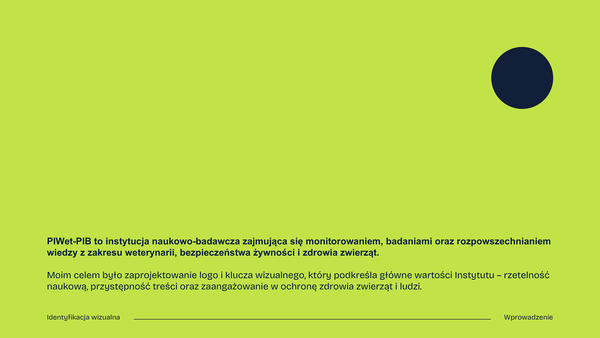 PIWet-PIB to instytucja naukowo-badawcza zajmująca się monitorowaniem, badaniami oraz rozpowszechnianiem
wiedzy z zakresu weterynarii, bezpieczeństwa żywności i zdrowia zwierząt.
Moim celem było zaprojektowanie logo i klucza wizualnego, który podkreśla główne wartości Instytutu – rzetelność
naukową, przystępność treści oraz zaangażowanie w ochronę zdrowia zwierząt i ludzi.
Identyfikacja wizualna
Wprowadzenie